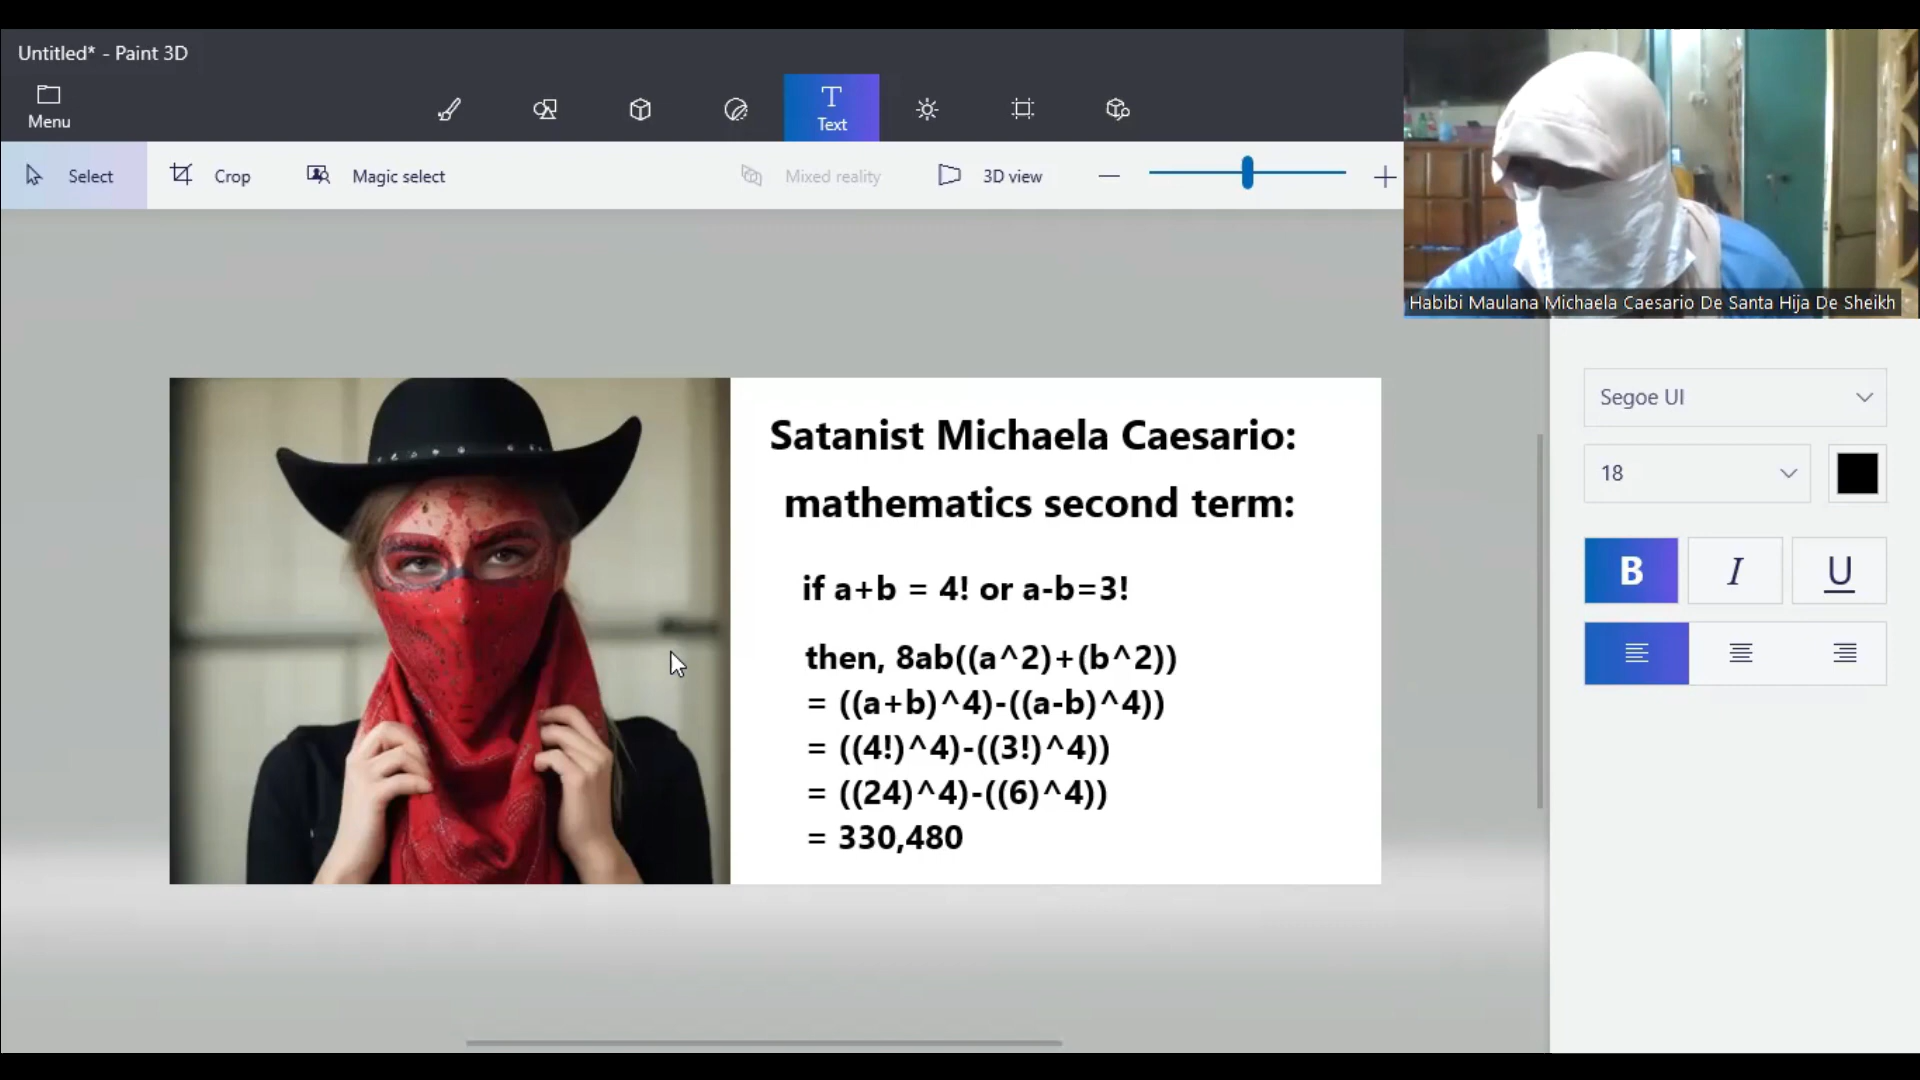 Untitled* - Paint 3D
Menu
Text
Select
Crop
Magic select
Mixed reality
3D view
Habibi Maulana Michaela Caesario De Santa Hija De Sheikh
Satanist Michaela Caesario:
mathematics second term:
if a+b = 4! or a-b=3!
then, 8ab((a^2)+(b^2))
= ((a+b)^4)-((a-b)^4))
= ((4!)^4)-((3!)^4))
= ((24)^4)-((6)^4))
= 330,480
Segoe UI
18
B
I
U